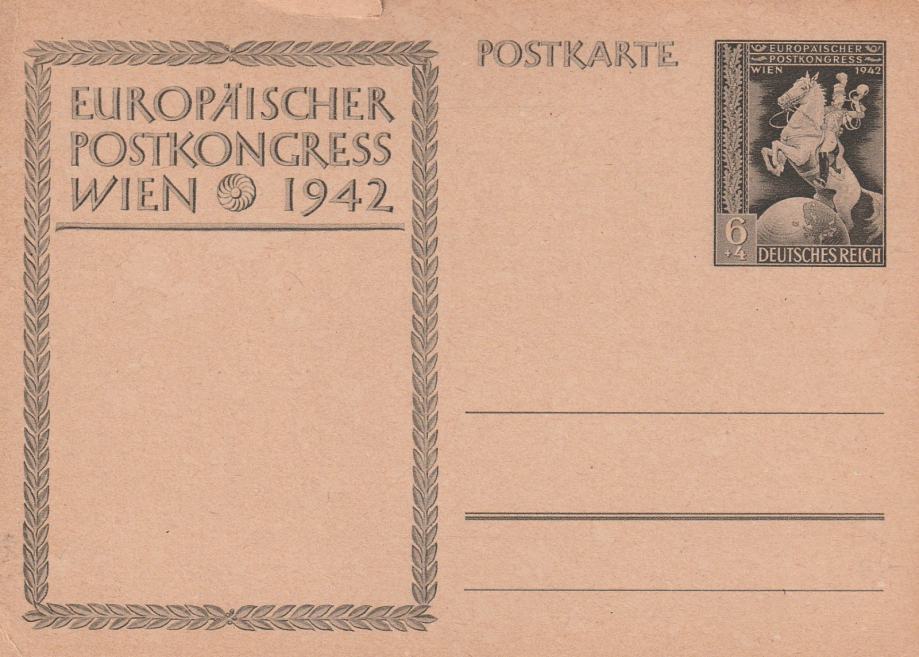 EUROPÄISCHER
POSTKONGRESS
WIEN 1942
POSTKARTE
EUROPÄISCHER
POSTKONGRESS
WIEN 1942
6
+4
DEUTSCHES REICH